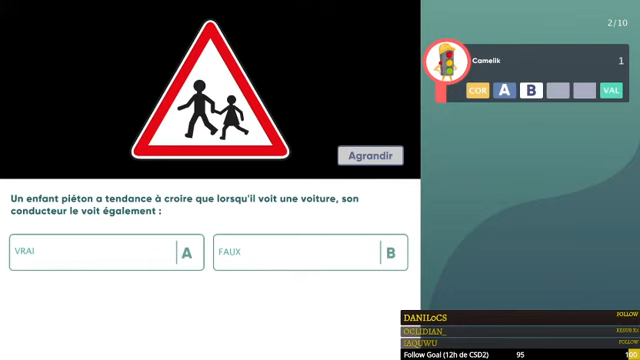 2/10
Camelik
1
COR
A
B
VAL
Agrandir
Un enfant piéton a tendance à croire que lorsqu'il voit une voiture, son
conducteur le voit également :
VRAI
A
FAUX
B
DANILoCS
FOLLOW
OCLIDIAN_
IAQUWU
FOLLOW
Follow Goal (12h de CSD2)
95
100